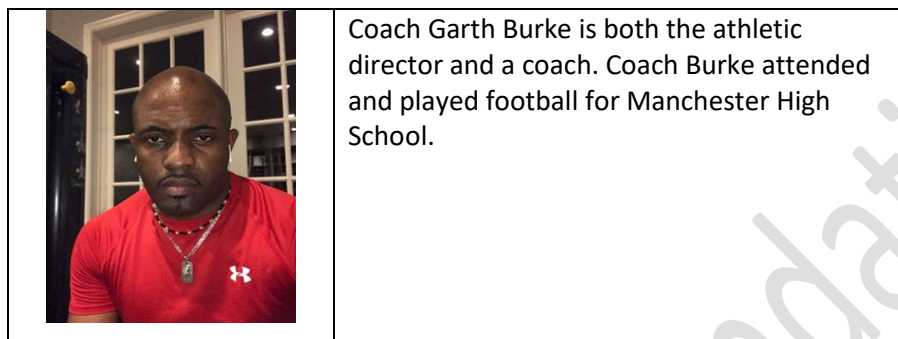 Coach Garth Burke is both the athletic
director and a coach. Coach Burke attended
and played football for Manchester High
School.